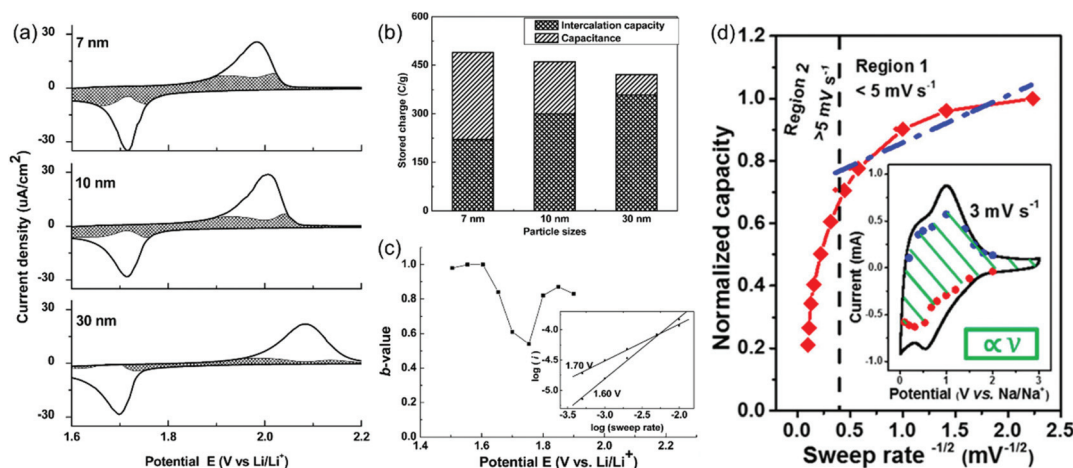 (a)
7 nm
10 nm
30 nm
30
0
-30
30
0
-30
30
0
-30
Current density (uA/cm²)
1.6 1.8 2.0 2.2
Potential E (V vs Li/Li⁺)
(b)
Intercalation capacity
Capacitance
600
450
300
150
0
Stored charge (C/g)
7 nm 10 nm 30 nm
Particle sizes
(c)
1.0
0.8
0.6
0.4
0.2
0.0
b-value
1.4 1.5 1.6 1.7 1.8 1.9 2.0
Potential E (V vs. Li/Li⁺)
-4.0
-4.5
-5.0
log ( i )
1.70 V
1.60 V
-3.5 -3.0 -2.5 -2.0
log (sweep rate)
(d)
1.2
1.0
0.8
0.6
0.4
0.2
0.0
Normalized capacity
Region 2
>5 mV s⁻¹
Region 1
< 5 mV s⁻¹
0.0 0.5 1.0 1.5 2.0 2.5
Sweep rate ⁻¹/² (mV⁻¹/²)
1.0
0.5
0.0
-0.5
-1.0
Current (mA)
3 mV s⁻¹
∝ ν
0 1 2 3
Potential (V vs. Na/Na⁺)